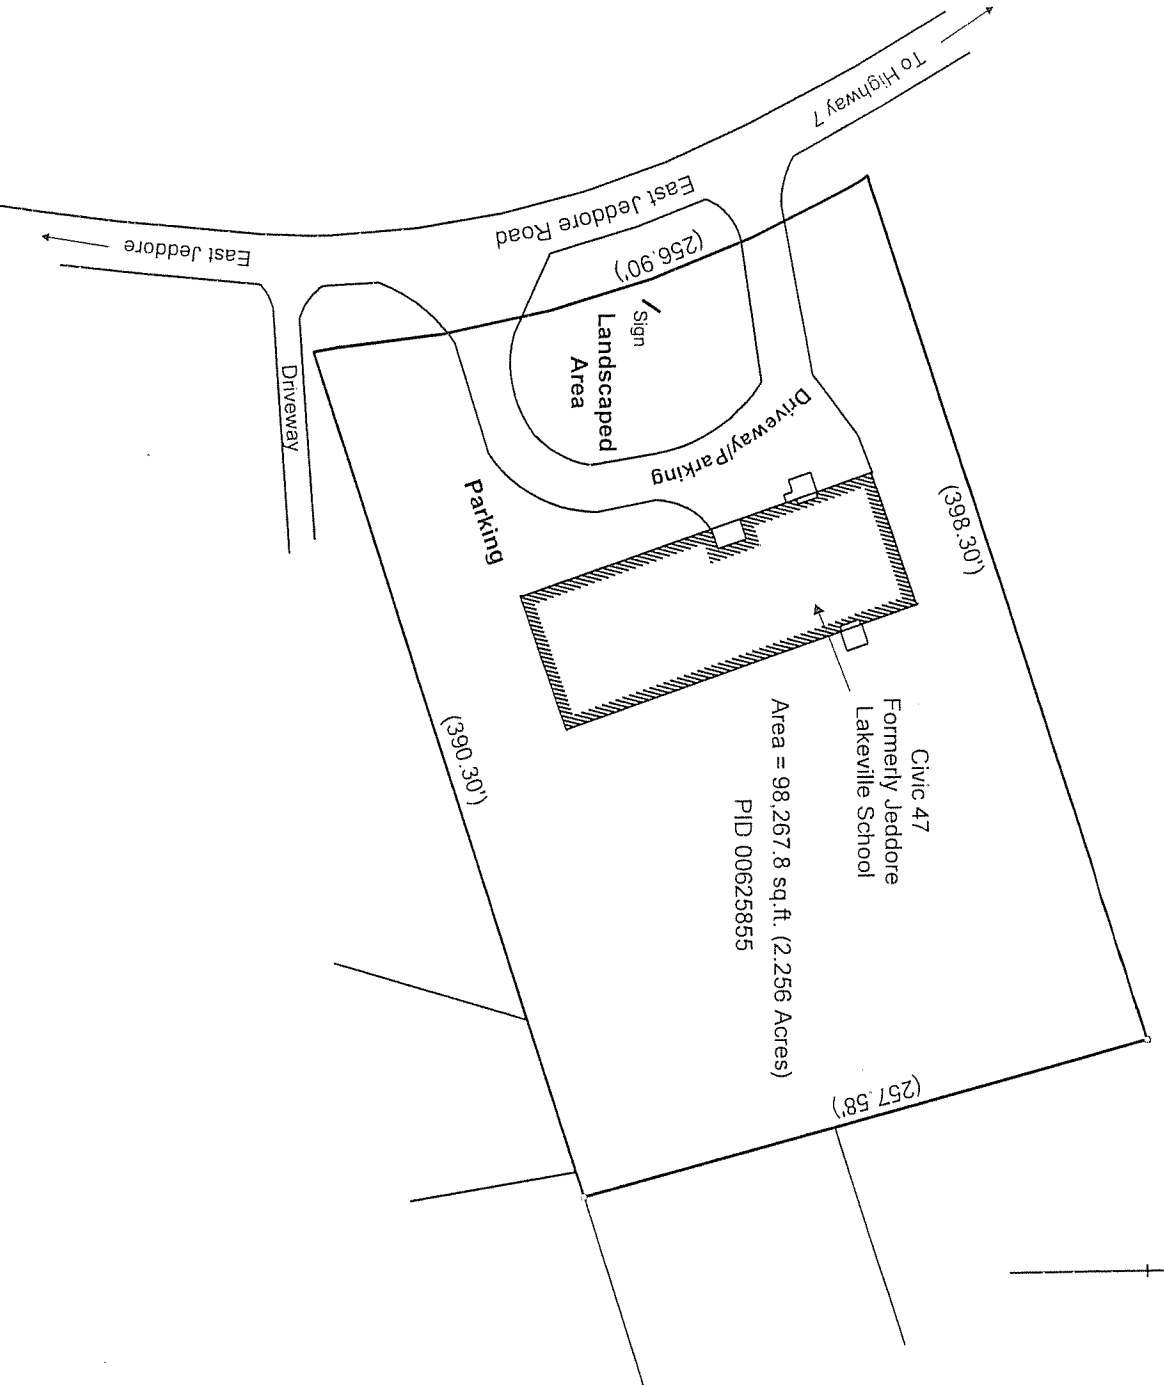 To Highway 7
East Jeddore Road
East Jeddore
(256.90')
Sign
Landscaped
Area
Driveway
Driveway/Parking
Parking
(398.30')
(390.30')
Civic 47
Formerly Jeddore
Lakeville School
Area = 98,267.8 sq.ft. (2.256 Acres)
PID 00625855
(257.58')